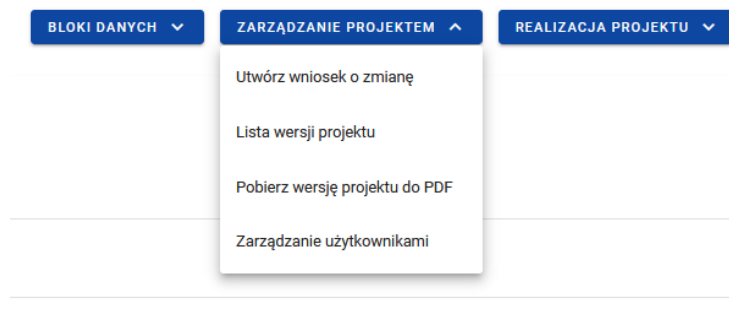 BLOKI DANYCH
ZARZĄDZANIE PROJEKTEM
REALIZACJA PROJEKTU
Utwórz wniosek o zmianę
Lista wersji projektu
Pobierz wersję projektu do PDF
Zarządzanie użytkownikami